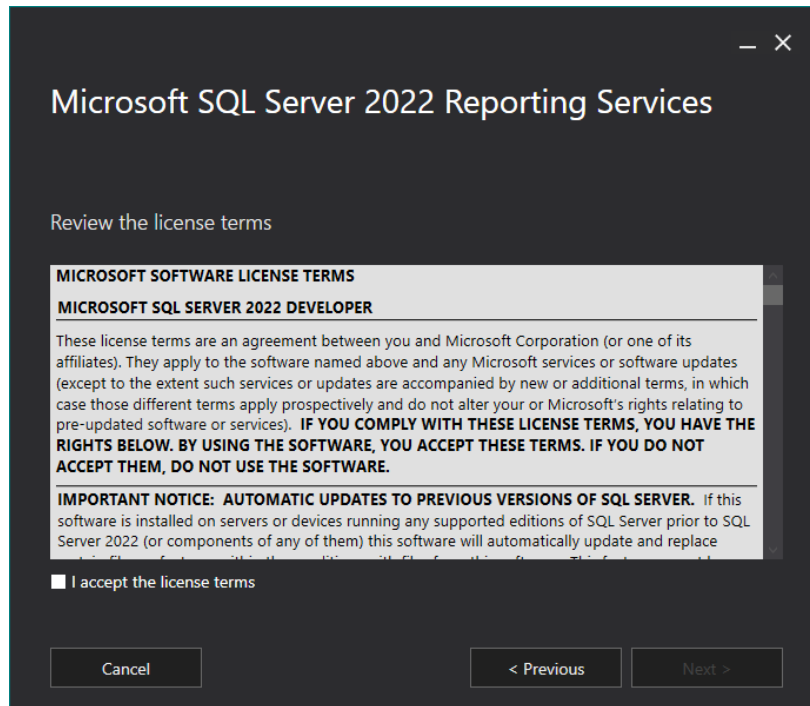 Microsoft SQL Server 2022 Reporting Services
Review the license terms
MICROSOFT SOFTWARE LICENSE TERMS
MICROSOFT SQL SERVER 2022 DEVELOPER
These license terms are an agreement between you and Microsoft Corporation (or one of its
affiliates). They apply to the software named above and any Microsoft services or software updates
(except to the extent such services or updates are accompanied by new or additional terms, in which
case those different terms apply prospectively and do not alter your or Microsoft's rights relating to
pre-updated software or services). IF YOU COMPLY WITH THESE LICENSE TERMS, YOU HAVE THE
RIGHTS BELOW. BY USING THE SOFTWARE, YOU ACCEPT THESE TERMS. IF YOU DO NOT
ACCEPT THEM, DO NOT USE THE SOFTWARE.
IMPORTANT NOTICE: AUTOMATIC UPDATES TO PREVIOUS VERSIONS OF SQL SERVER. If this
software is installed on servers or devices running any supported editions of SQL Server prior to SQL
Server 2022 (or components of any of them) this software will automatically update and replace
I accept the license terms
Cancel
< Previous
Next >